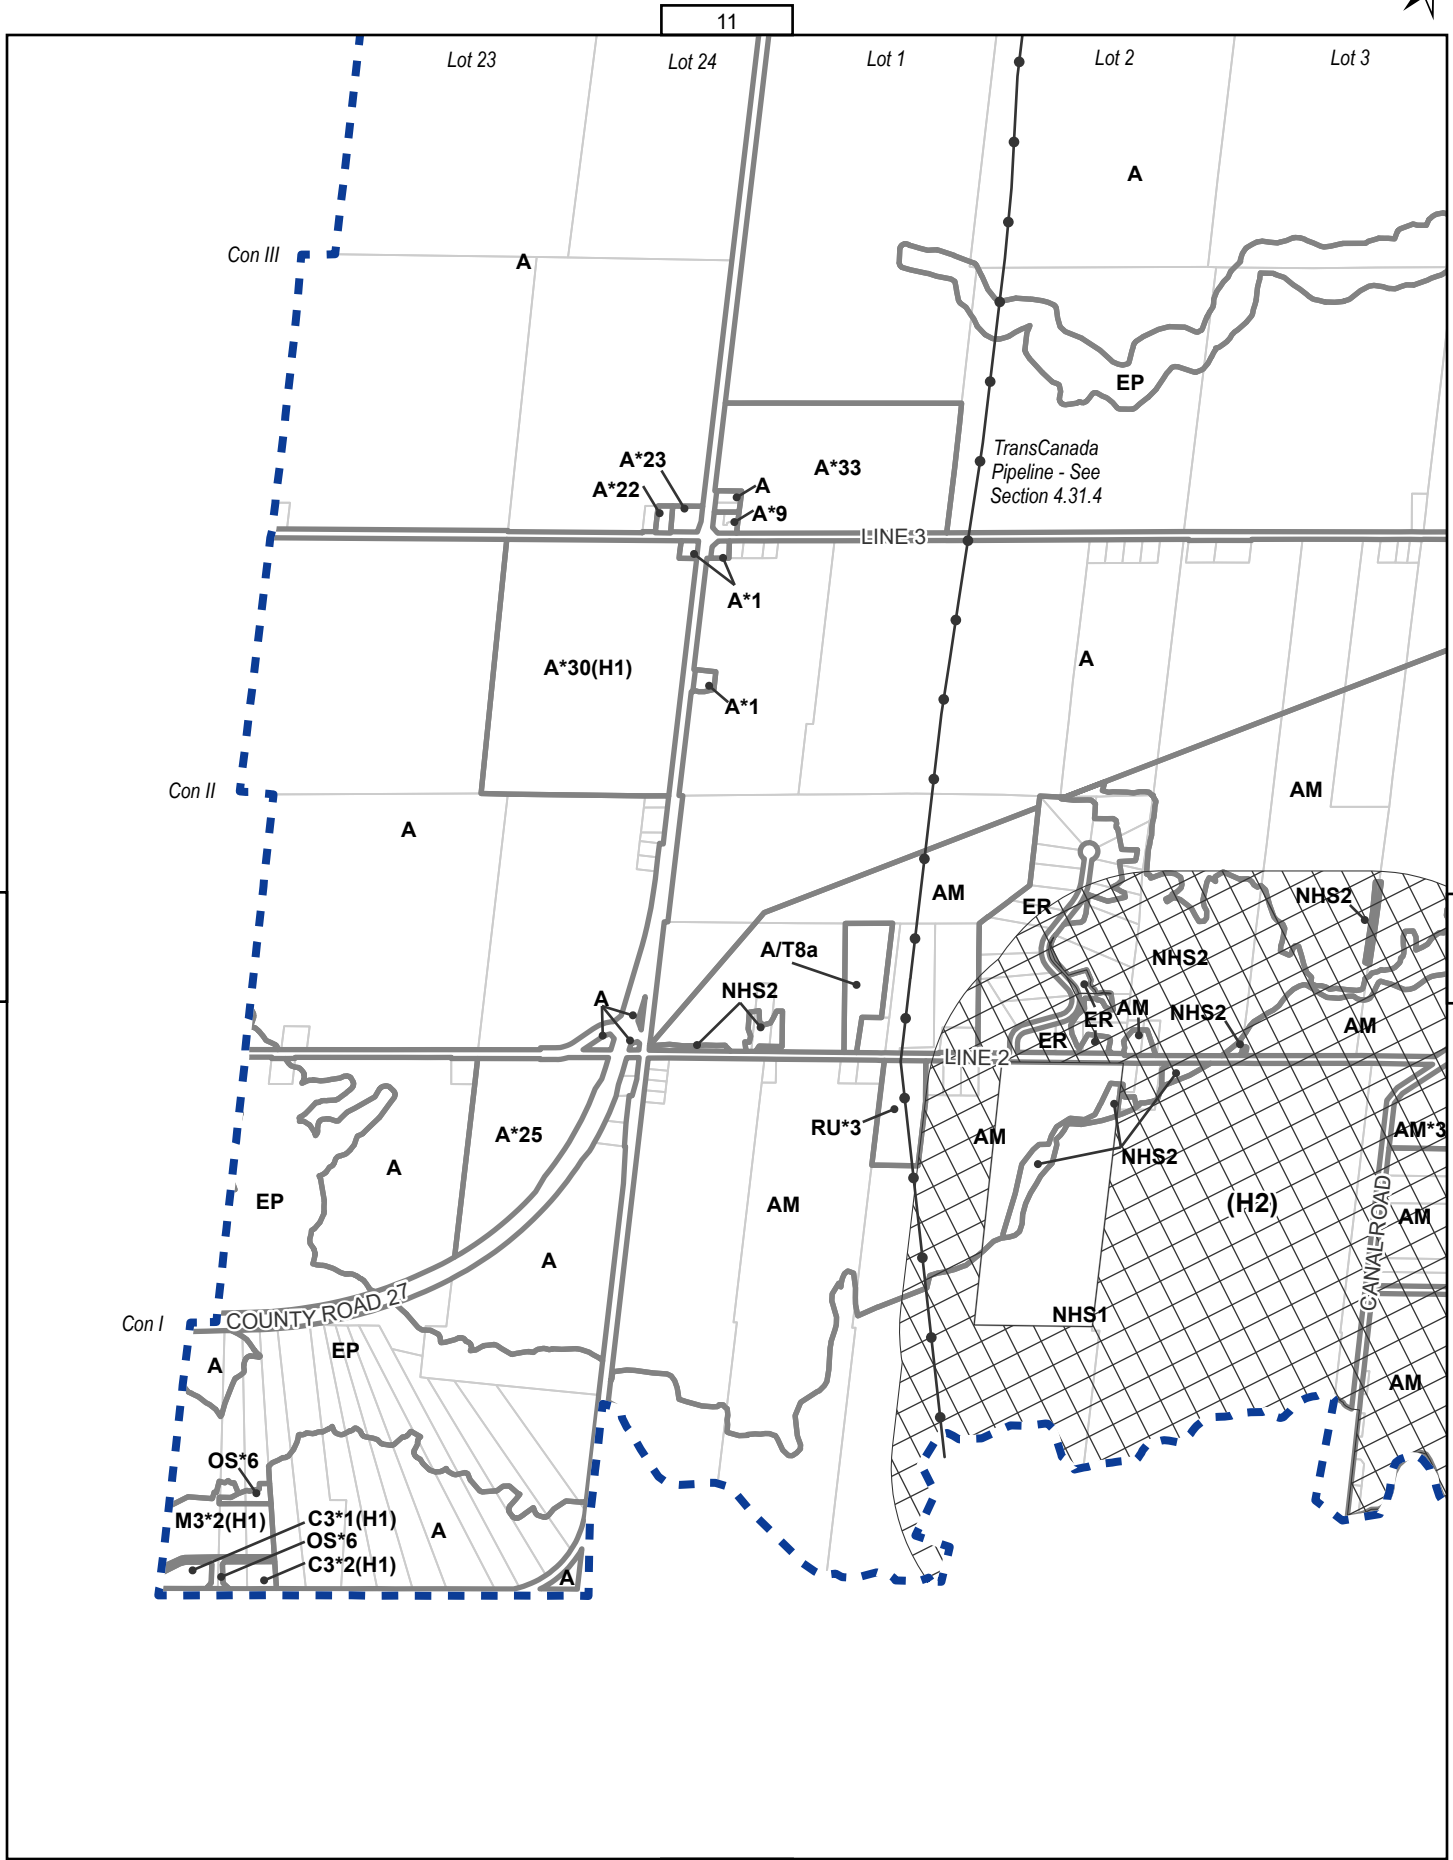 11
Lot 23
Lot 24
Lot 1
Lot 2
Lot 3
A
Con III
A
EP
TransCanada
Pipeline - See
Section 4.31.4
A*23
A*22
A*33
A
A*9
LINE 3
A*1
A*30(H1)
A
A*1
Con II
AM
A
AM
NHS2
ER
A/T8a
NHS2
A
NHS2
AM
NHS2
ER
AM
ER
LINE 2
RU*3
A*25
AM
AM*3
NHS2
A
EP
AM
(H2)
CANAL ROAD
AM
A
COUNTY ROAD 27
NHS1
Con I
EP
A
AM
OS*6
M3*2(H1)
C3*1(H1)
OS*6
C3*2(H1)
A
A